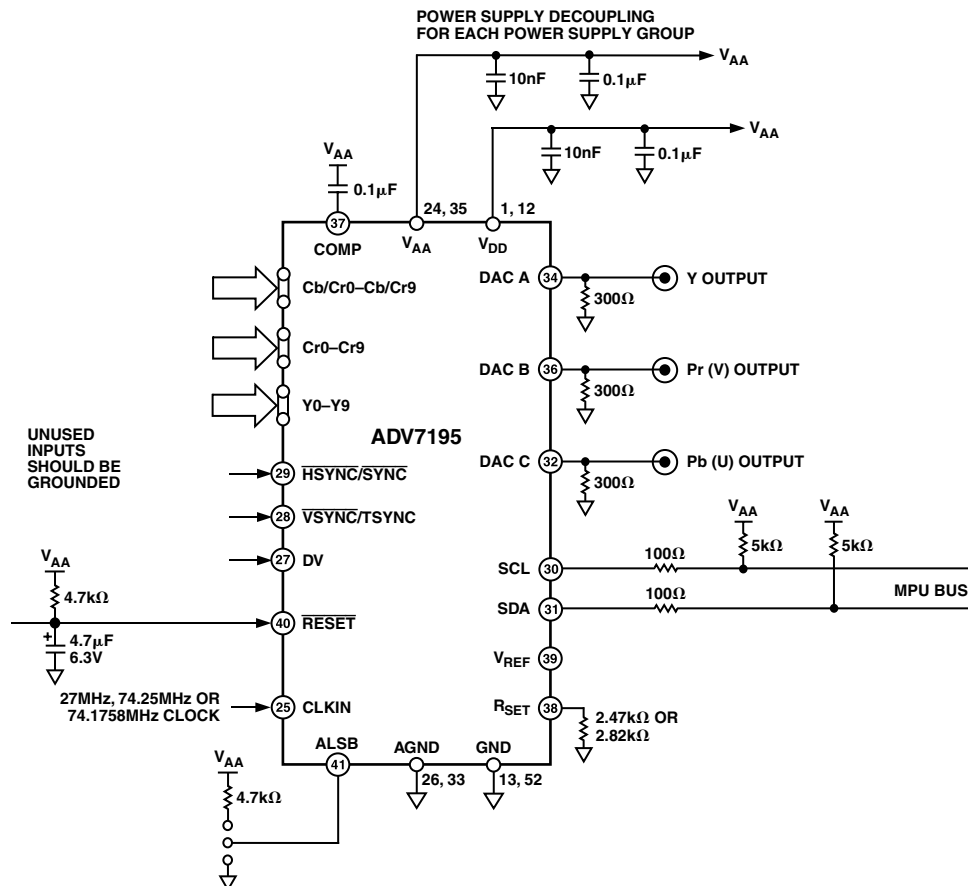 POWER SUPPLY DECOUPLING
FOR EACH POWER SUPPLY GROUP
VAA
10nF
0.1µF
VAA
10nF
0.1µF
VAA
0.1µF
24, 35
1, 12
37
COMP
VAA
VDD
Cb/Cr0–Cb/Cr9
DAC A
34
Y OUTPUT
300Ω
Cr0–Cr9
DAC B
36
Pr (V) OUTPUT
300Ω
Y0–Y9
ADV7195
UNUSED
INPUTS
SHOULD BE
GROUNDED
DAC C
32
Pb (U) OUTPUT
300Ω
29
HSYNC/SYNC
28
VSYNC/TSYNC
27
DV
VAA
VAA
5kΩ
5kΩ
SCL
30
100Ω
SDA
31
100Ω
MPU BUS
VAA
4.7kΩ
40
RESET
+
4.7µF
6.3V
VREF
39
27MHz, 74.25MHz OR
74.1758MHz CLOCK
25
CLKIN
RSET
38
2.47kΩ OR
2.82kΩ
ALSB
41
AGND
26, 33
GND
13, 52
VAA
4.7kΩ